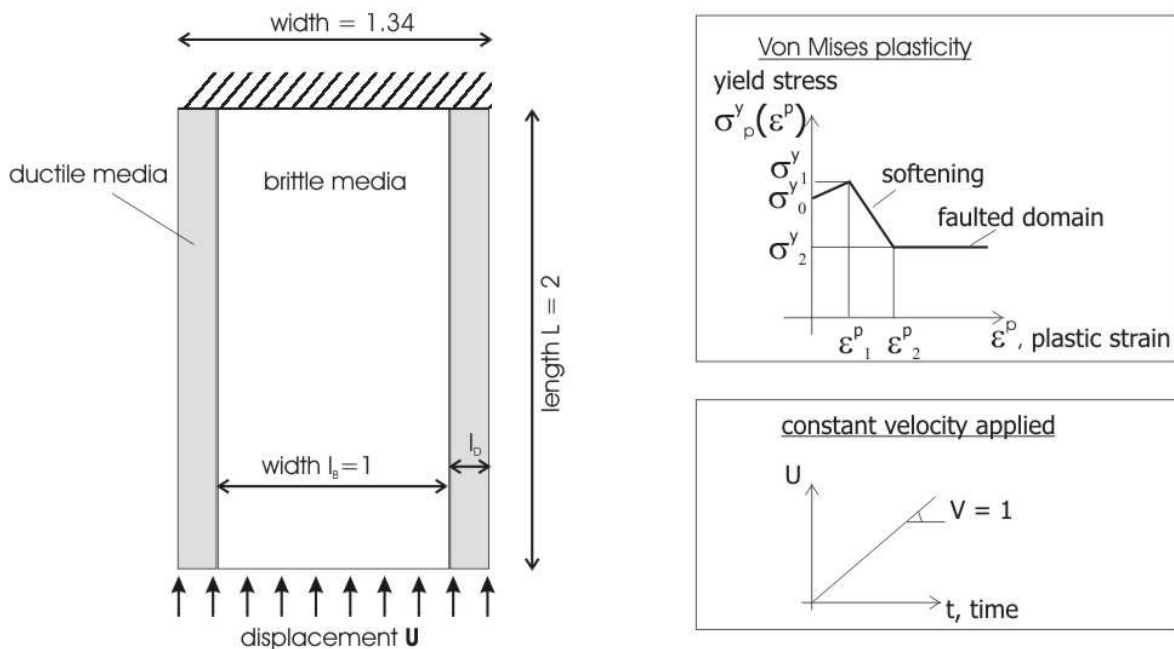 width = 1.34
ductile media
brittle media
length L = 2
l_D
width l_B=1
displacement U
Von Mises plasticity
yield stress
σ^y_p(ε^p)
σ^y_1
σ^y_0
σ^y_2
softening
faulted domain
ε^p_1 ε^p_2 ε^p, plastic strain
constant velocity applied
U
V = 1
t, time